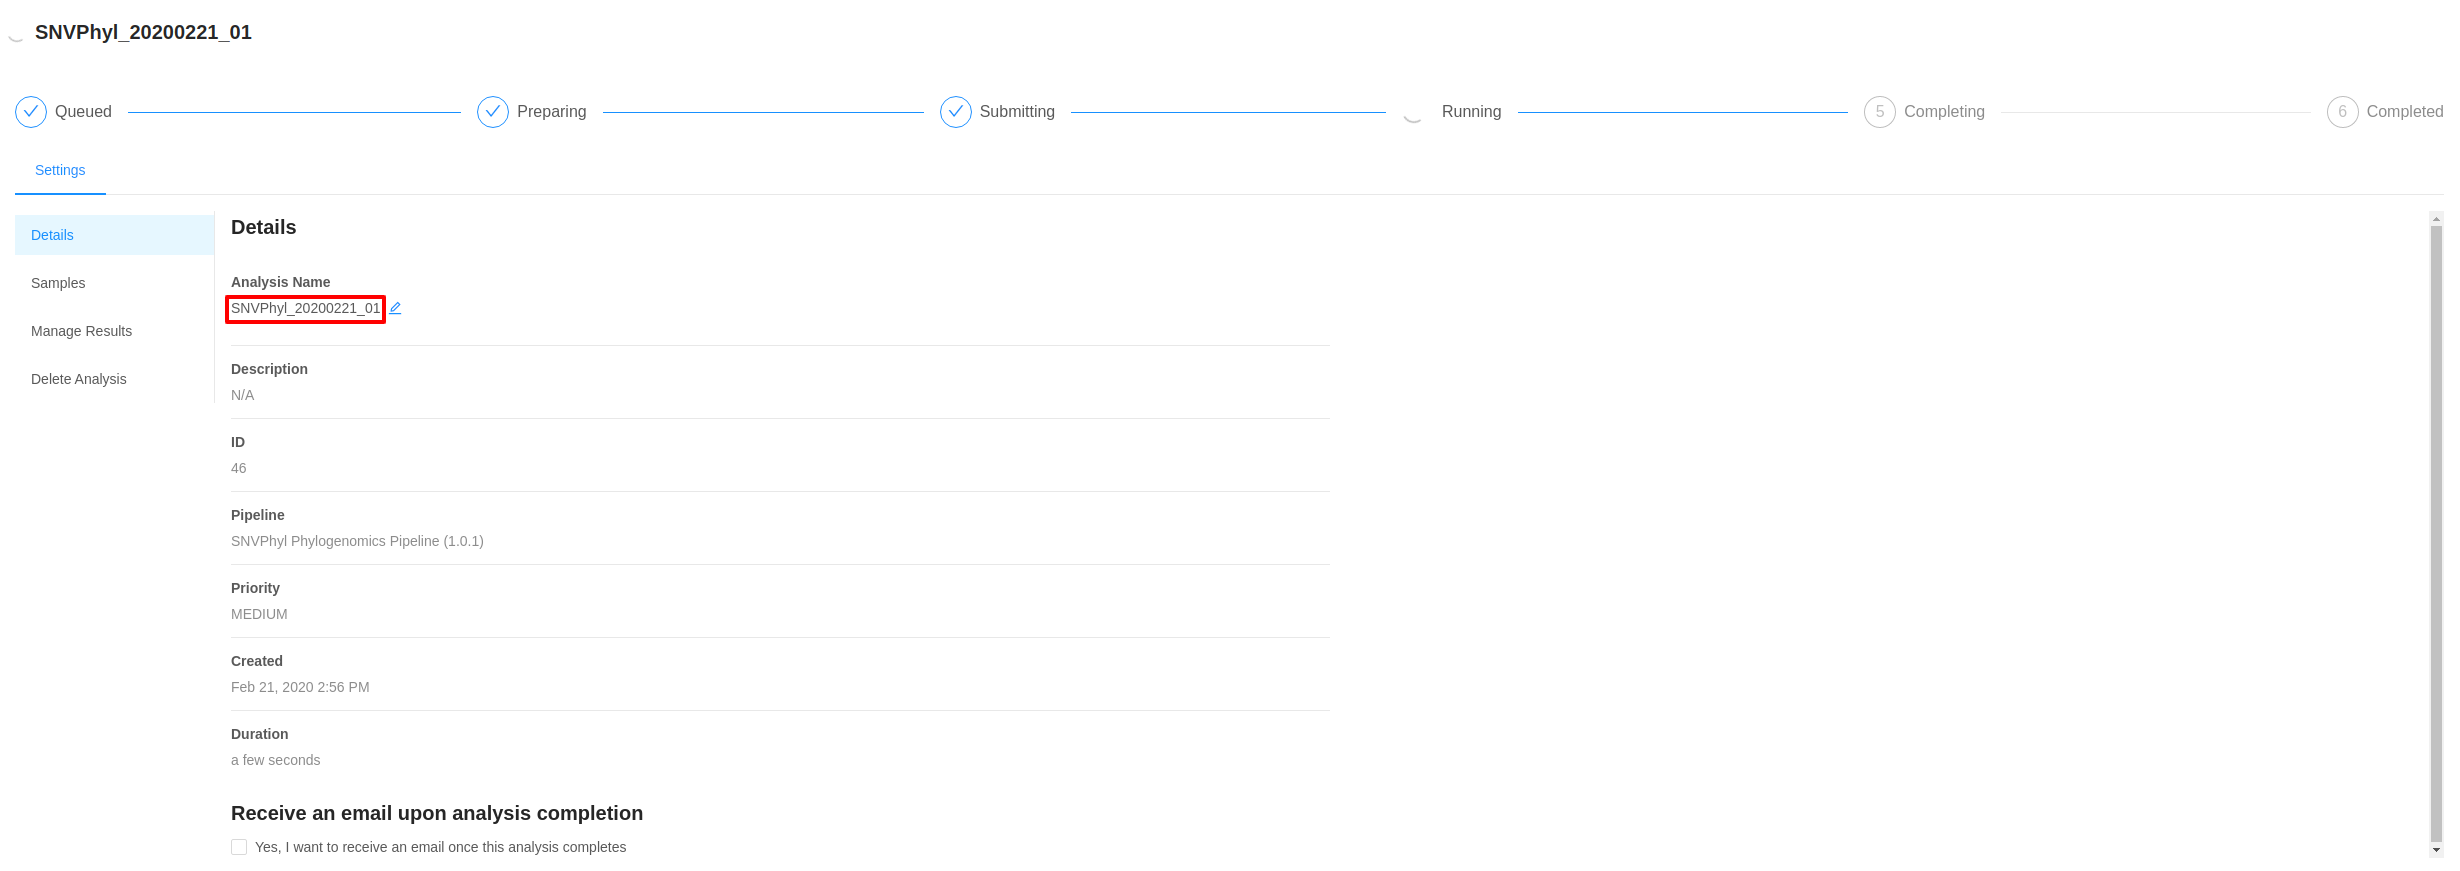 SNVPhyl_20200221_01
Queued Preparing Submitting Running 5 Completing 6 Completed
Settings
Details
Samples
Manage Results
Delete Analysis
Details
Analysis Name
SNVPhyl_20200221_01
Description
N/A
ID
46
Pipeline
SNVPhyl Phylogenomics Pipeline (1.0.1)
Priority
MEDIUM
Created
Feb 21, 2020 2:56 PM
Duration
a few seconds
Receive an email upon analysis completion
Yes, I want to receive an email once this analysis completes